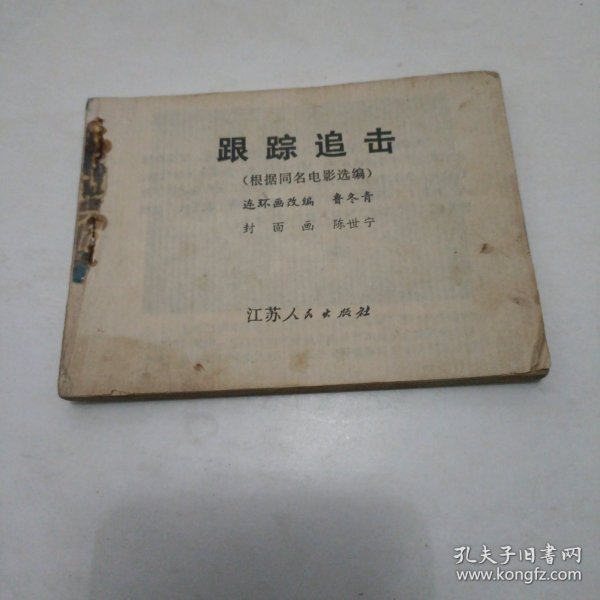 跟踪追击
(根据同名电影选编)
连环画改编 鲁冬青
封面画 陈世宁
江苏人民出版社
孔夫子旧书网
www.kongfz.com